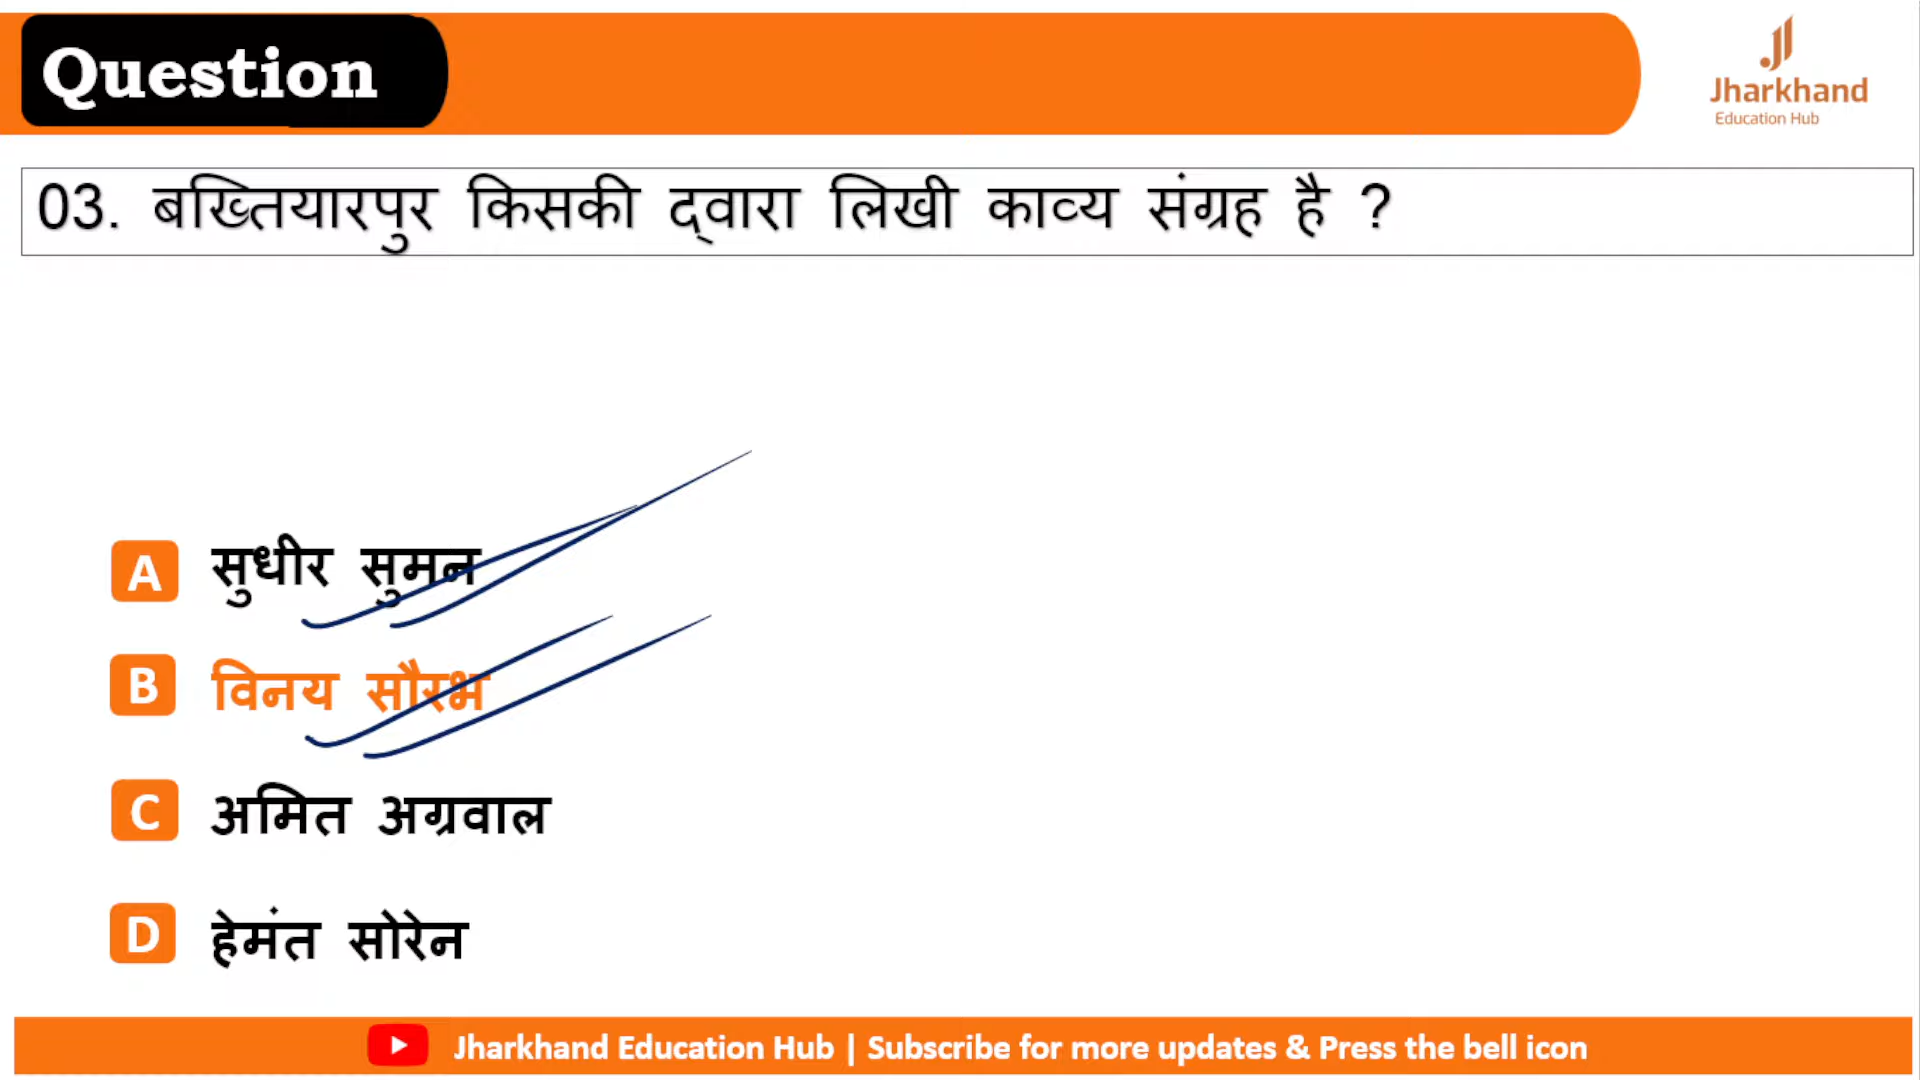 Question
Jharkhand
Education Hub
03. बख्तियारपुर किसकी द्वारा लिखी काव्य संग्रह है ?
A सुधीर सुमन
B विनय सौरभ
C अमित अग्रवाल
D हेमंत सोरेन
Jharkhand Education Hub | Subscribe for more updates & Press the bell icon